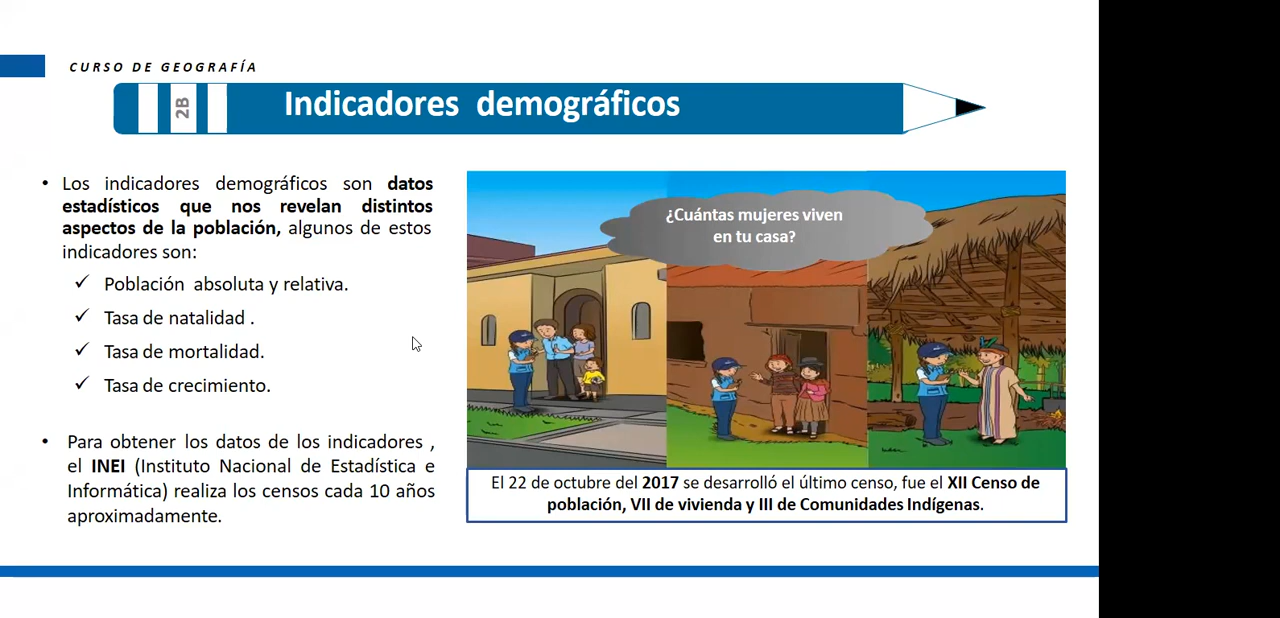 CURSO DE GEOGRAFÍA
2B
Indicadores demográficos
• Los indicadores demográficos son datos
estadísticos que nos revelan distintos
aspectos de la población, algunos de estos
indicadores son:
✓ Población absoluta y relativa.
✓ Tasa de natalidad .
✓ Tasa de mortalidad.
✓ Tasa de crecimiento.
• Para obtener los datos de los indicadores ,
el INEI (Instituto Nacional de Estadística e
Informática) realiza los censos cada 10 años
aproximadamente.
¿Cuántas mujeres viven
en tu casa?
El 22 de octubre del 2017 se desarrolló el último censo, fue el XII Censo de
población, VII de vivienda y III de Comunidades Indígenas.